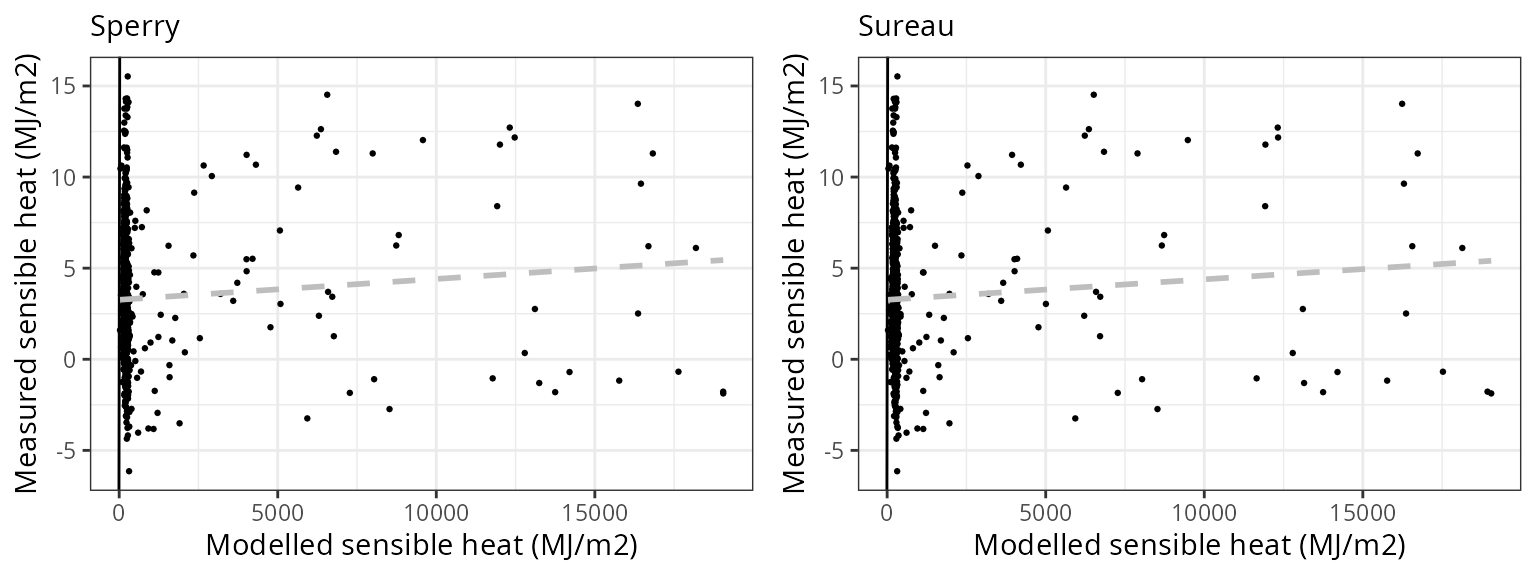 Sperry
Measured sensible heat (MJ/m2)
15
10
5
0
-5
0 5000 10000 15000
Modelled sensible heat (MJ/m2)
Sureau
Measured sensible heat (MJ/m2)
15
10
5
0
-5
0 5000 10000 15000
Modelled sensible heat (MJ/m2)